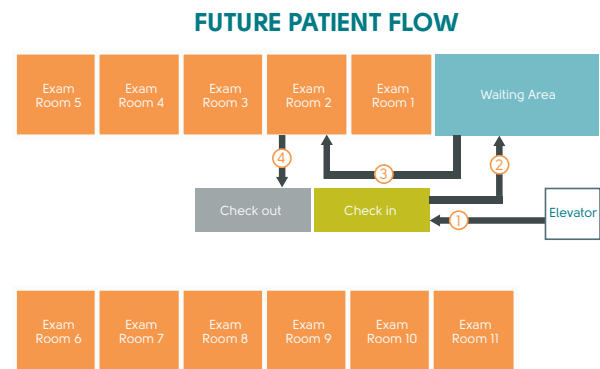 FUTURE PATIENT FLOW
Exam
Room 5
Exam
Room 4
Exam
Room 3
Exam
Room 2
Exam
Room 1
Waiting Area
4
3
2
Check out
Check in
1
Elevator
Exam
Room 6
Exam
Room 7
Exam
Room 8
Exam
Room 9
Exam
Room 10
Exam
Room 11